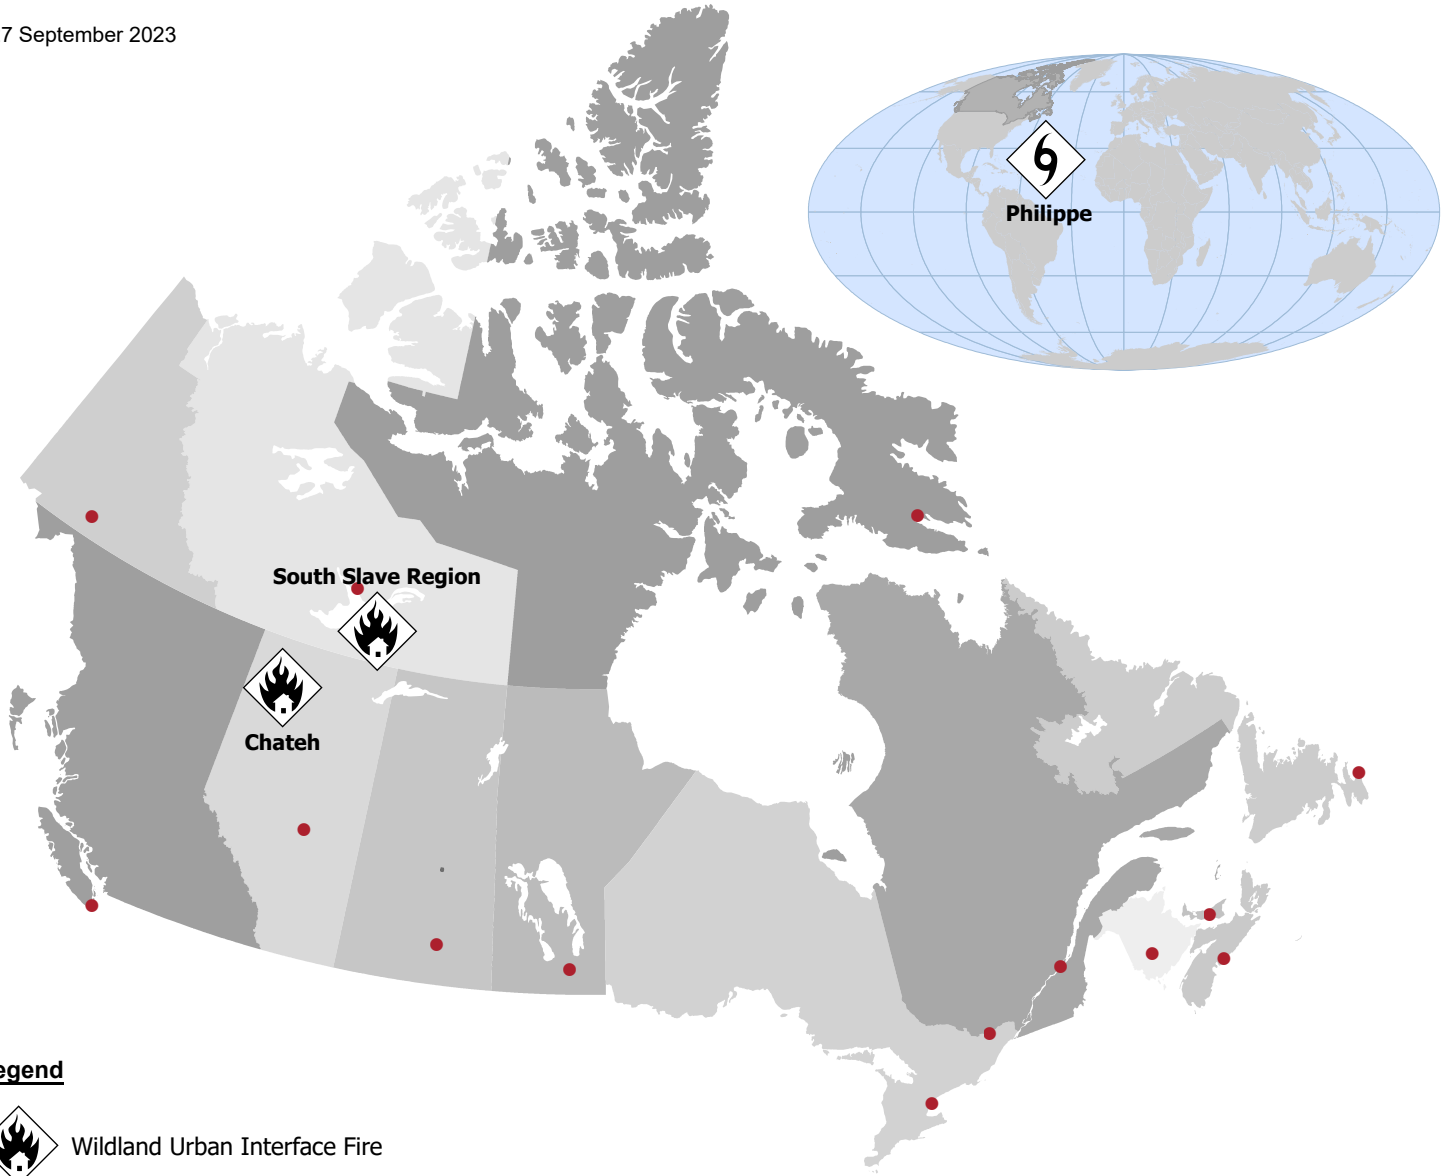 7 September 2023
Philippe
South Slave Region
Chateh
egend
Wildland Urban Interface Fire